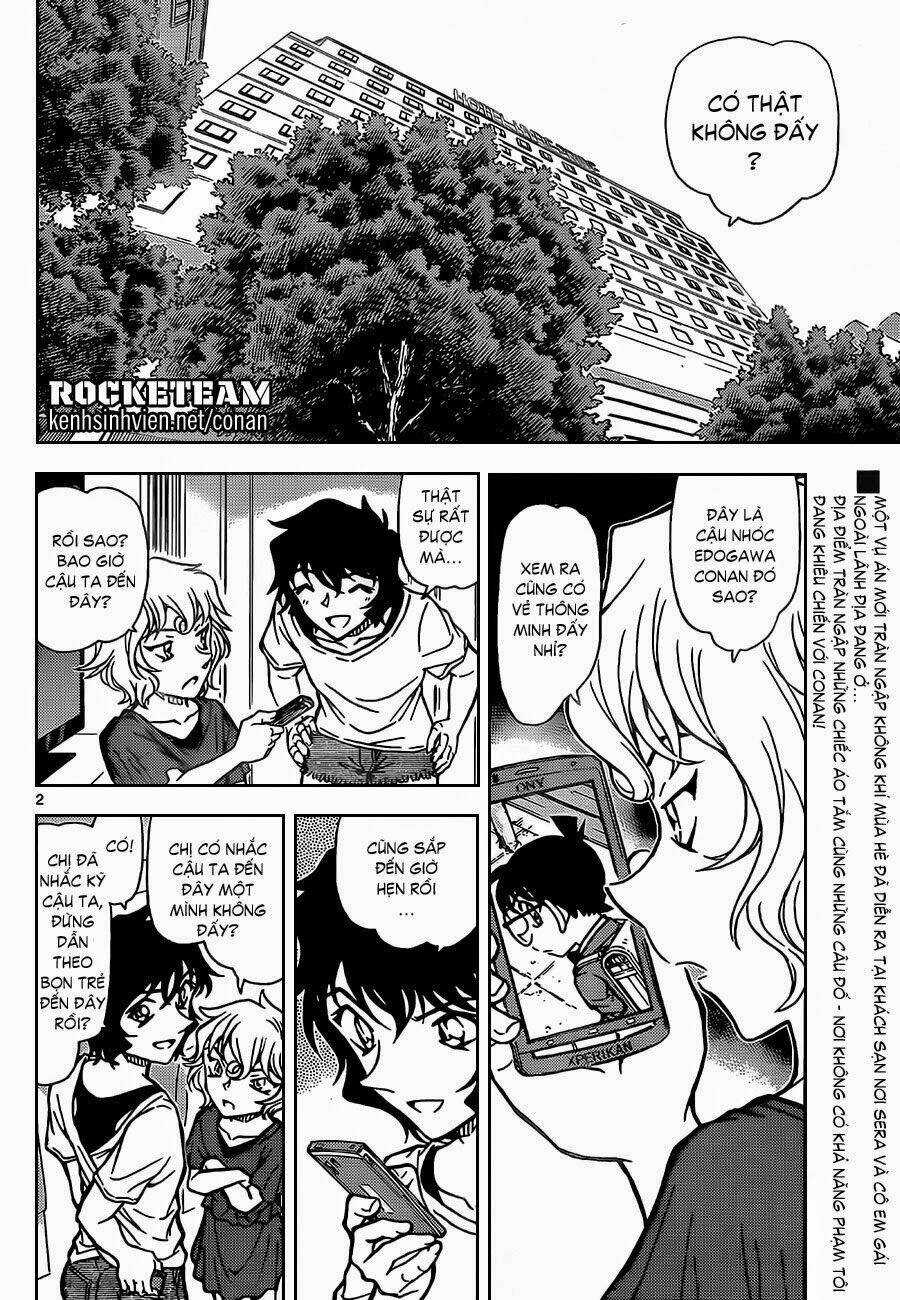 CÓ THẬT
KHÔNG ĐẤY
?
ROCKETEAM
kenhsinhvien.net/conan
MỘT VỤ ÁN MỚI TRÀN NGẬP KHÔNG KHÍ MÙA HÈ ĐÃ DIỄN RA TẠI KHÁCH SẠN NƠI SERA VÀ CÔ EM GÁI
NGOÀI LÃNH ĐỊA ĐANG Ở...
ĐỊA ĐIỂM TRÀN NGẬP NHỮNG CHIẾC ÁO TẮM CÙNG NHỮNG CÂU ĐỐ - NƠI KHÔNG CÓ KHẢ NĂNG PHẠM TỘI
ĐANG KHIÊU CHIẾN VỚI CONAN!
ĐÂY LÀ
CẬU NHÓC
EDOGAWA
CONAN ĐÓ
SAO?
XEM RA
CŨNG CÓ
VẺ THÔNG
MINH ĐẤY
NHỈ?
ONY
XPERIKAN
THẬT
SỰ RẤT
ĐƯỢC
MÀ...
RỒI SAO?
BAO GIỜ
CẬU TA ĐẾN
ĐÂY?
2
CŨNG SẮP
ĐẾN GIỜ
HẸN RỒI
...
CHỊ CÓ NHẮC
CẬU TA ĐẾN
ĐÂY MỘT
MÌNH KHÔNG
ĐẤY?
CÓ!
CHỊ ĐÃ
NHẮC KỸ
CẬU TA,
ĐỪNG
DẪN
THEO
BỌN TRẺ
ĐẾN ĐÂY
RỒI?